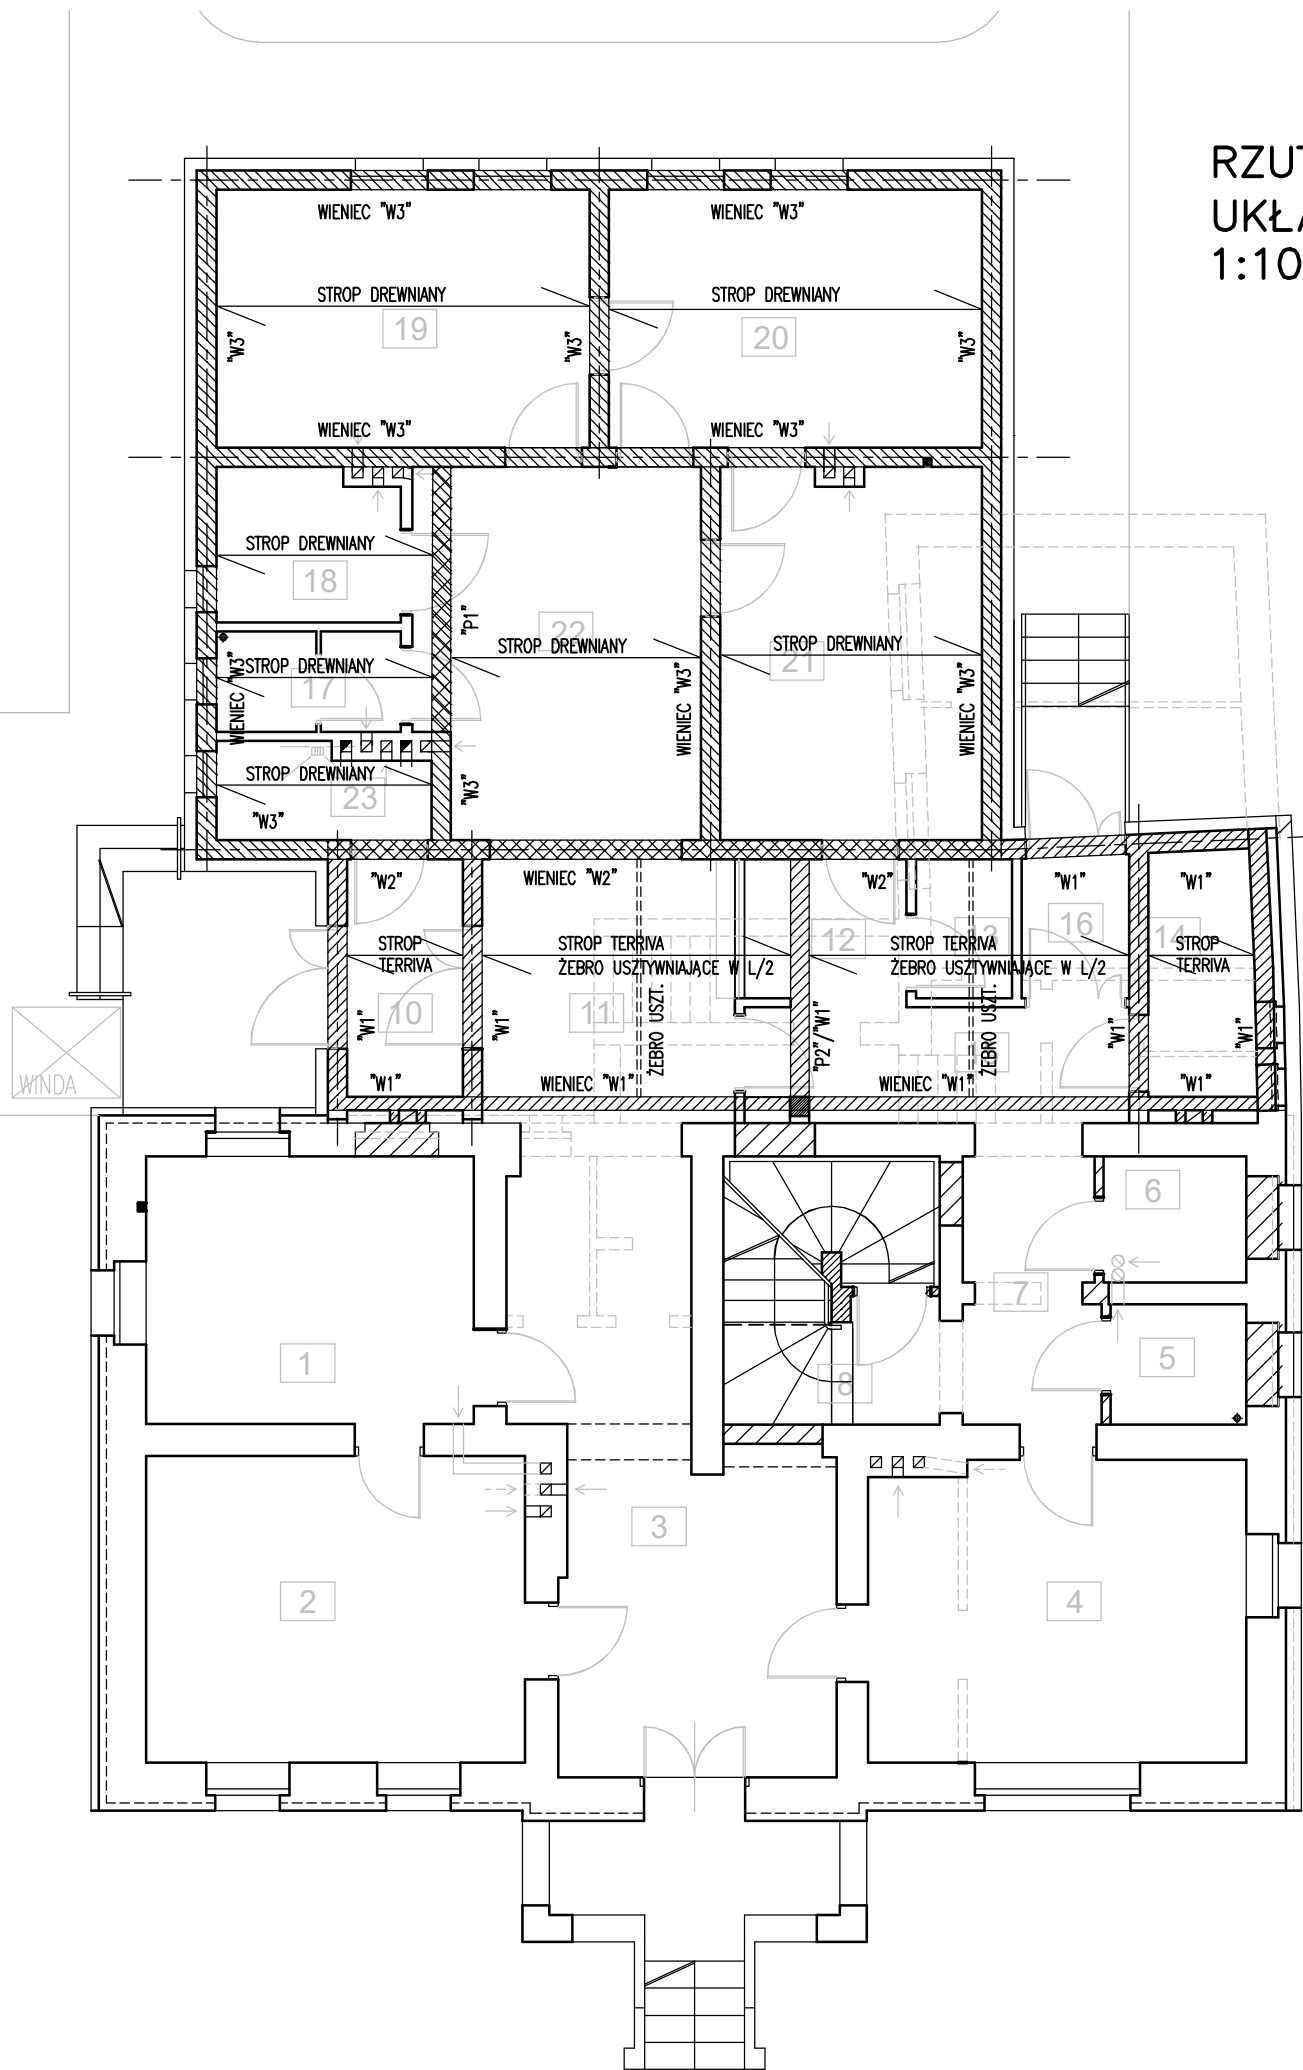 RZUT
UKŁA
1:10
WIENIEC "W3"
WIENIEC "W3"
STROP DREWNIANY
STROP DREWNIANY
19
20
"W3"
"W3"
"W3"
WIENIEC "W3"
WIENIEC "W3"
STROP DREWNIANY
18
"P1"
22
STROP DREWNIANY
STROP DREWNIANY
21
STROP DREWNIANY
17
WIENIEC "W3"
WIENIEC "W3"
WIENIEC "W3"
STROP DREWNIANY
23
"W3"
"W3"
"W2"
WIENIEC "W2"
"W2"
"W1"
"W1"
16
12
13
14
STROP
TERRIVA
STROP TERRIVA
ŻEBRO USZTYWNIAJĄCE W L/2
STROP TERRIVA
ŻEBRO USZTYWNIAJĄCE W L/2
STROP
TERRIVA
10
11
"W1"
"W1"
ŻEBRO USZT.
"P2"/"W1"
ŻEBRO USZT.
"W1"
"W1"
"W1"
WIENIEC "W1"
WIENIEC "W1"
"W1"
WINDA
6
7
1
5
8
3
2
4